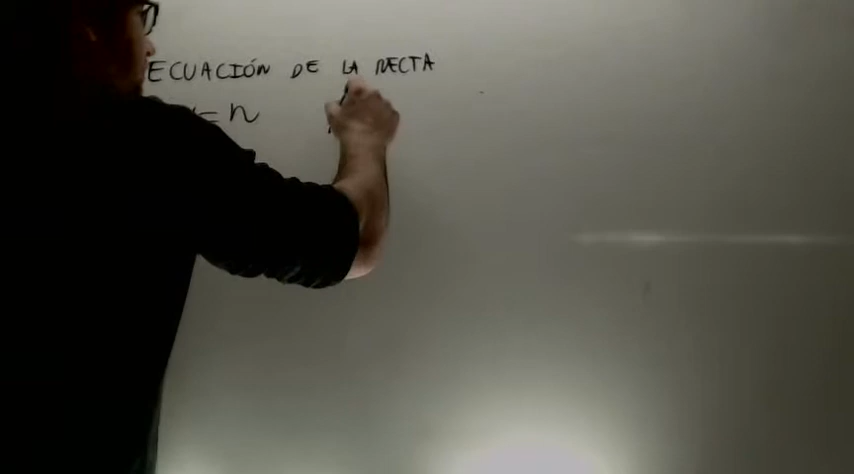 ECUACIÓN DE LA RECTA
= n